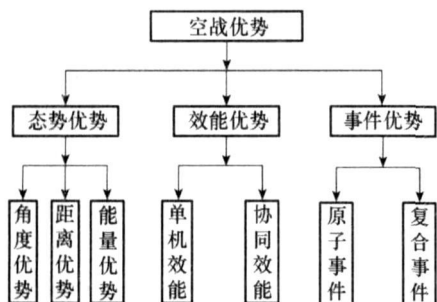 空战优势
态势优势
效能优势
事件优势
角度优势
距离优势
能量优势
单机效能
协同效能
原子事件
复合事件